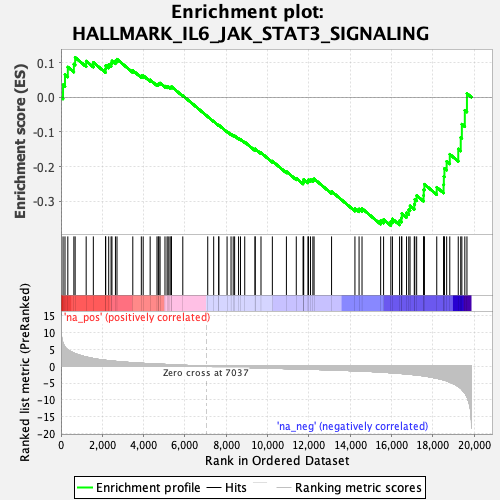 Enrichment plot:
HALLMARK_IL6_JAK_STAT3_SIGNALING
Enrichment score (ES)
0.1
0.0
-0.1
-0.2
-0.3
Ranked list metric (PreRanked)
'na_pos' (positively correlated)
15
10
5
0
-5
-10
-15
-20
Zero cross at 7037
'na_neg' (negatively correlated)
0
2,000
4,000
6,000
8,000
10,000
12,000
14,000
16,000
18,000
20,000
Rank in Ordered Dataset
Enrichment profile
Hits
Ranking metric scores